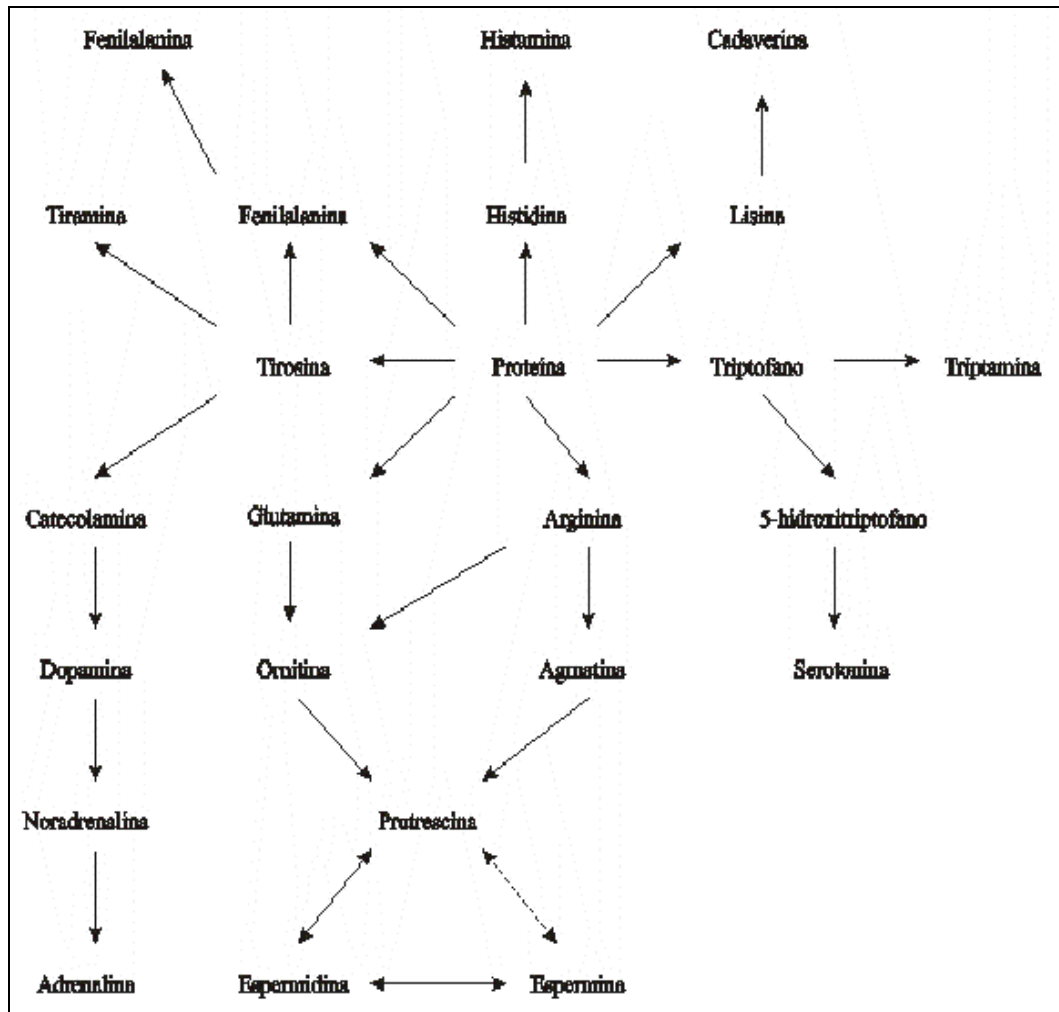 Fenilalanina Histamina Cadaverina
Tiramina Fenilalanina Histidina Lisina
Tirosina Proteína Triptofano Triptamina
Catecolamina Glutamina Arginina 5-hidroxitriptofano
Dopamina Ornitina Agmatina Serotonina
Noradrenalina Prutrescina
Adrenalina Espermidina Espermina